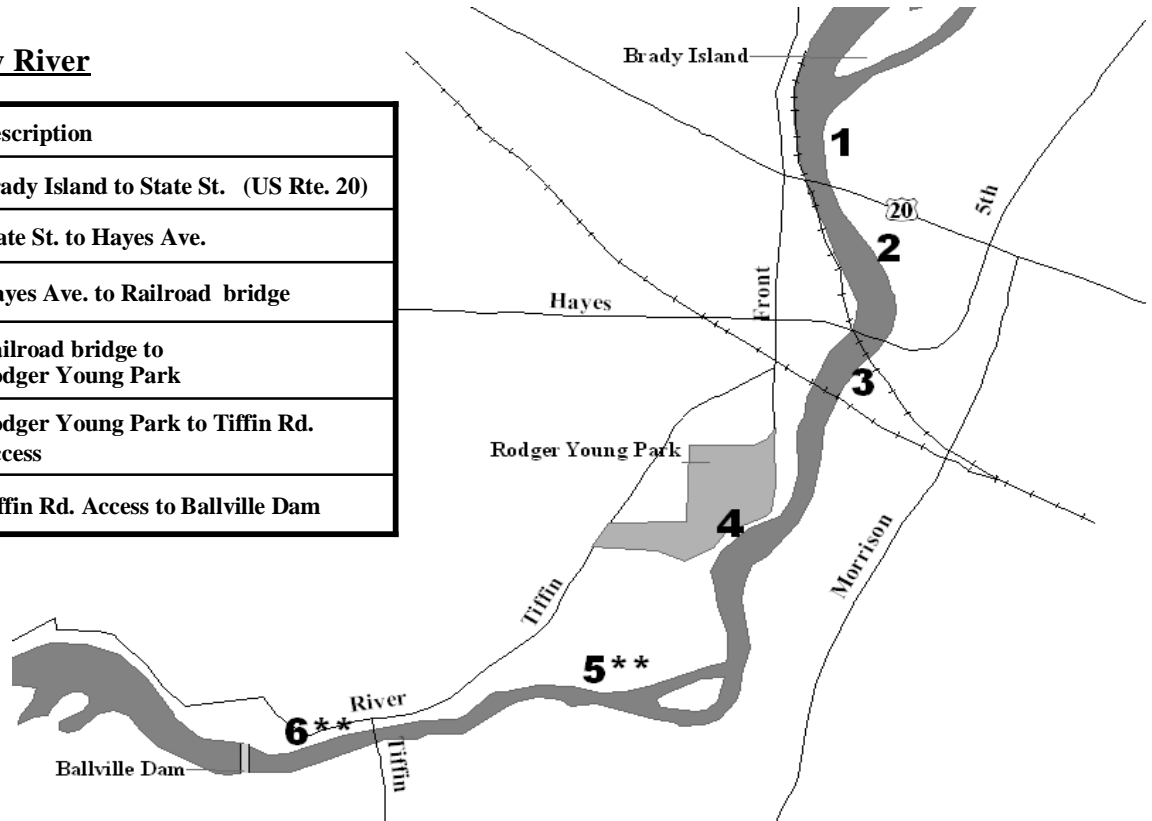 y River
escription
rady Island to State St. (US Rte. 20)
ate St. to Hayes Ave.
ayes Ave. to Railroad bridge
ailroad bridge to
odger Young Park
odger Young Park to Tiffin Rd.
ccess
ffin Rd. Access to Ballville Dam
Brady Island
1
20
5th
2
Front
Hayes
3
Rodger Young Park
4
Morrison
Tiffin
5**
River
6**
Tiffin
Ballville Dam